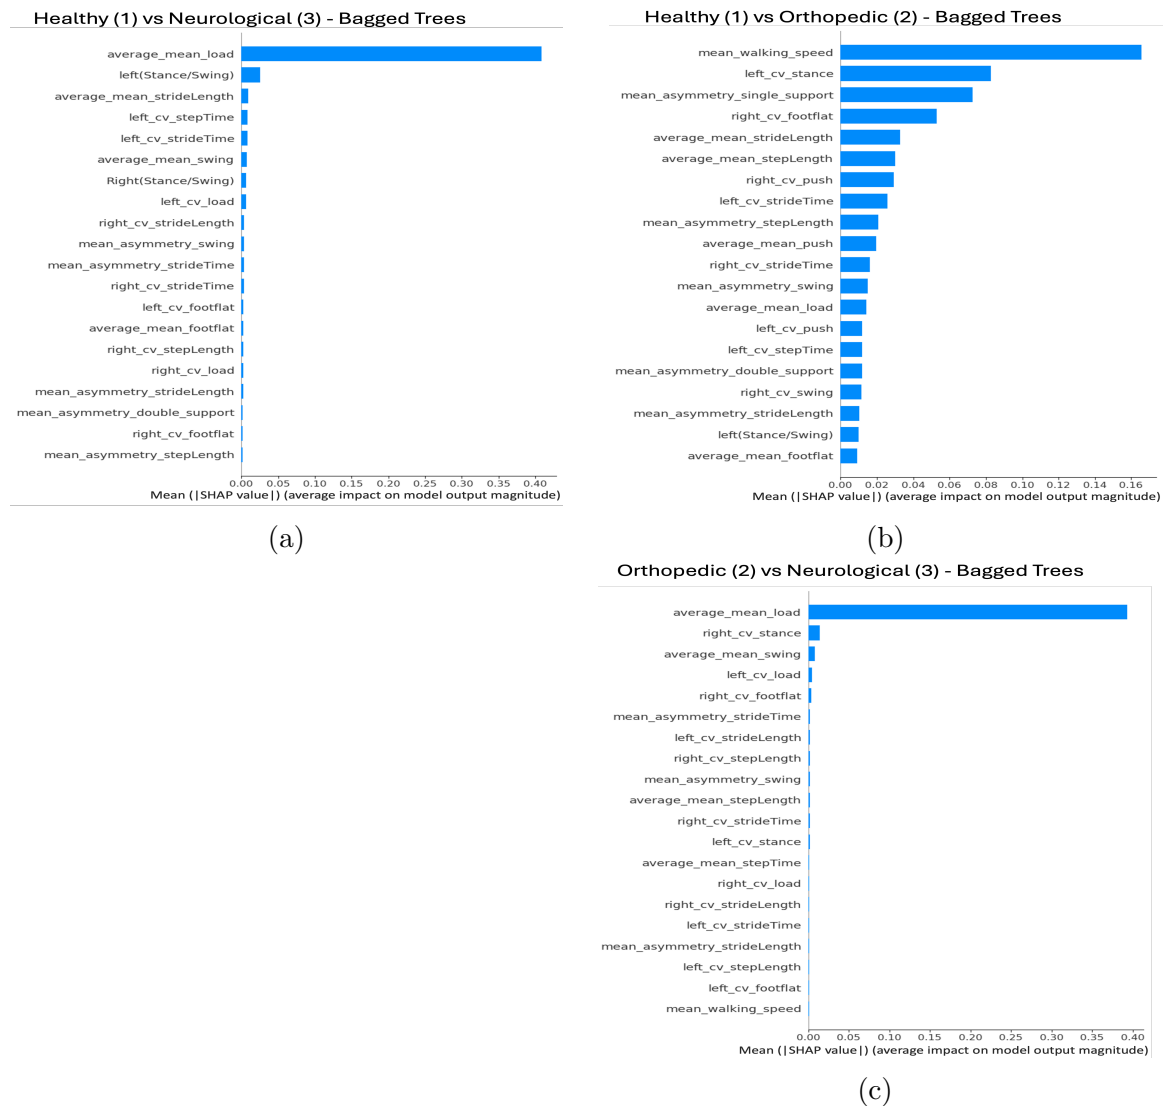 Healthy (1) vs Neurological (3) - Bagged Trees
average_mean_load
left(Stance/Swing)
average_mean_strideLength
left_cv_stepTime
left_cv_strideTime
average_mean_swing
Right(Stance/Swing)
left_cv_load
right_cv_strideLength
mean_asymmetry_swing
mean_asymmetry_strideTime
right_cv_strideTime
left_cv_footflat
average_mean_footflat
right_cv_stepLength
right_cv_load
mean_asymmetry_strideLength
mean_asymmetry_double_support
right_cv_footflat
mean_asymmetry_stepLength
0.00 0.05 0.10 0.15 0.20 0.25 0.30 0.35 0.40
Mean (|SHAP value|) (average impact on model output magnitude)
(a)
Healthy (1) vs Orthopedic (2) - Bagged Trees
mean_walking_speed
left_cv_stance
mean_asymmetry_single_support
right_cv_footflat
average_mean_strideLength
average_mean_stepLength
right_cv_push
left_cv_strideTime
mean_asymmetry_stepLength
average_mean_push
right_cv_strideTime
mean_asymmetry_swing
average_mean_load
left_cv_push
left_cv_stepTime
mean_asymmetry_double_support
right_cv_swing
mean_asymmetry_strideLength
left(Stance/Swing)
average_mean_footflat
0.00 0.02 0.04 0.06 0.08 0.10 0.12 0.14 0.16
Mean (|SHAP value|) (average impact on model output magnitude)
(b)
Orthopedic (2) vs Neurological (3) - Bagged Trees
average_mean_load
right_cv_stance
average_mean_swing
left_cv_load
right_cv_footflat
mean_asymmetry_strideTime
left_cv_strideLength
right_cv_stepLength
mean_asymmetry_swing
average_mean_stepLength
right_cv_strideTime
left_cv_stance
average_mean_stepTime
right_cv_load
right_cv_strideLength
left_cv_strideTime
mean_asymmetry_strideLength
left_cv_stepLength
left_cv_footflat
mean_walking_speed
0.00 0.05 0.10 0.15 0.20 0.25 0.30 0.35 0.40
Mean (|SHAP value|) (average impact on model output magnitude)
(c)